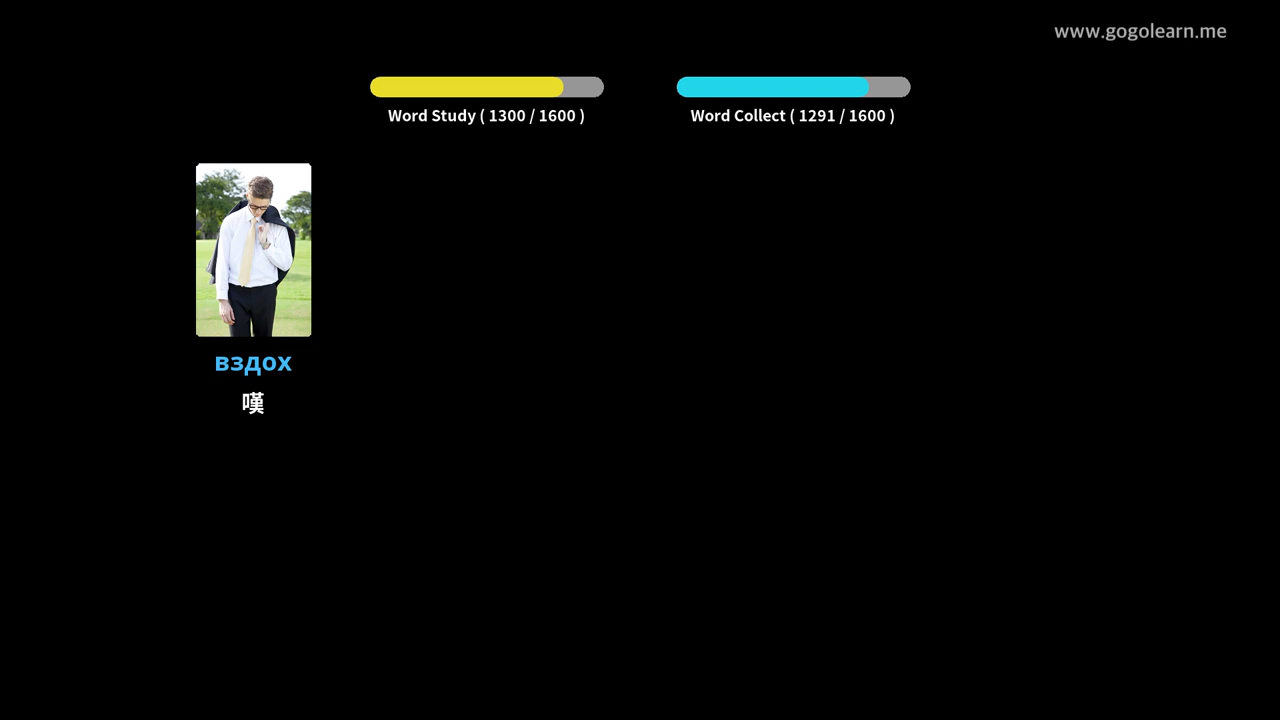 www.gogolearn.me
Word Study ( 1300 / 1600 )
Word Collect ( 1291 / 1600 )
вздох
嘆